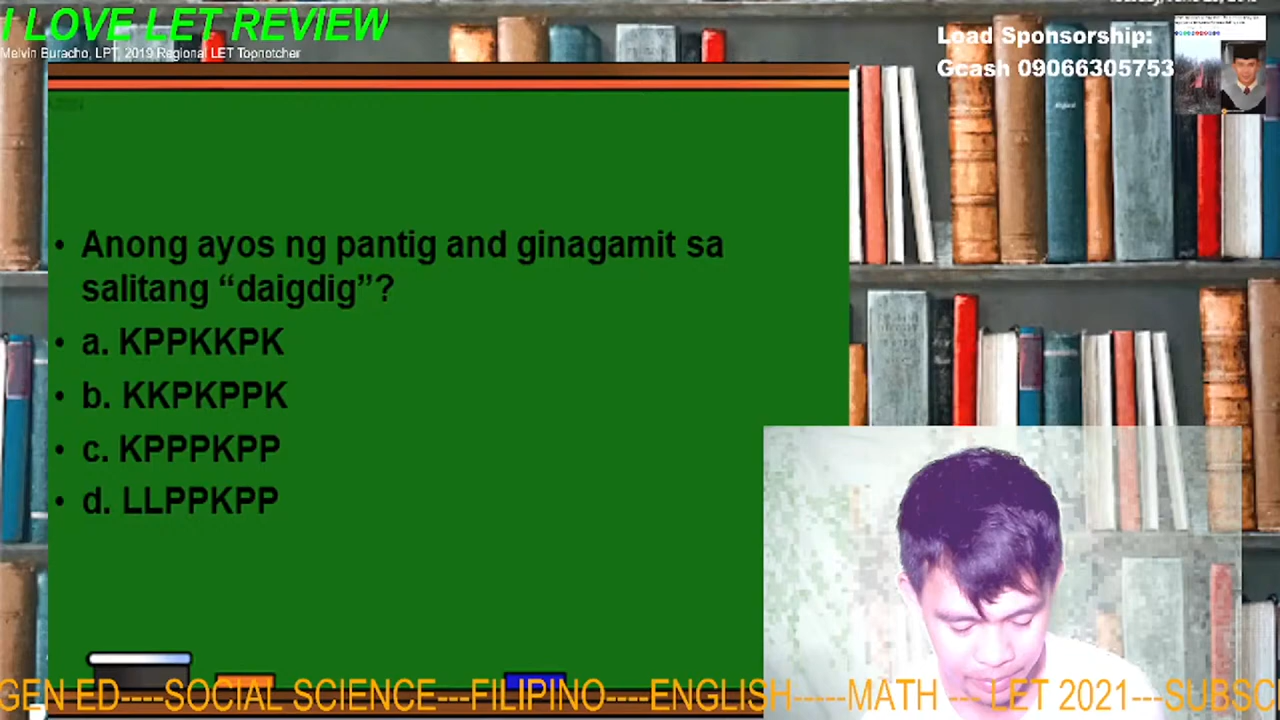 I LOVE LET REVIEW
Melvin Buracho, LPT, 2019 Regional LET Topnotcher
Load Sponsorship:
Gcash 09066305753
• Anong ayos ng pantig and ginagamit sa
salitang “daigdig”?
• a. KPPKKPK
• b. KKPKPPK
• c. KPPPKPP
• d. LLPPKPP
GEN ED----SOCIAL SCIENCE---FILIPINO----ENGLISH-----MATH --- LET 2021---SUBSC